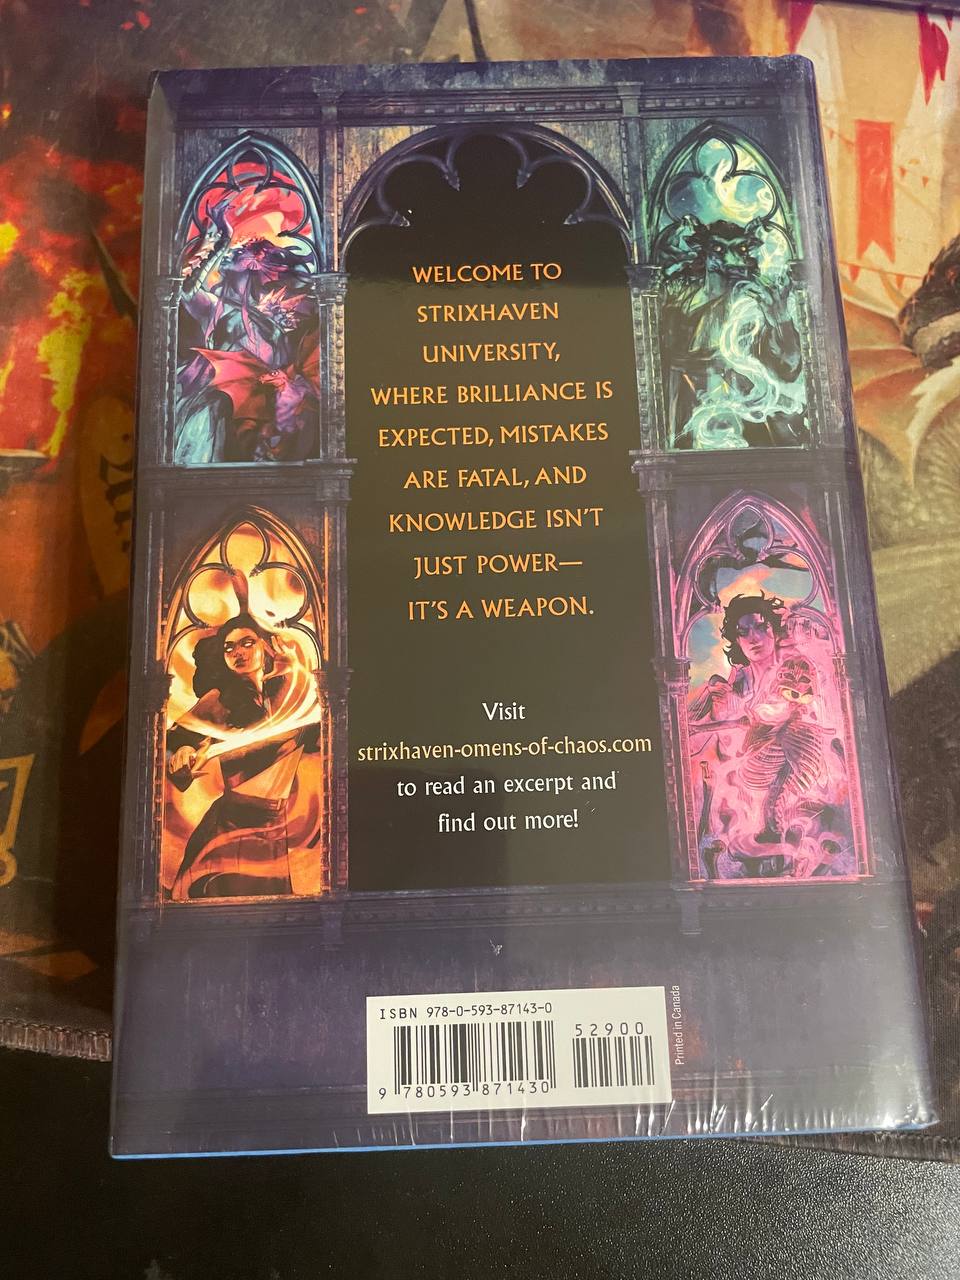 WELCOME TO
STRIXHAVEN
UNIVERSITY,
WHERE BRILLIANCE IS
EXPECTED, MISTAKES
ARE FATAL, AND
KNOWLEDGE ISN'T
JUST POWER—
IT'S A WEAPON.
Visit
strixhaven-omens-of-chaos.com
to read an excerpt and
find out more!
ISBN 978-0-593-87143-0
52900
9 780593 871430
Printed in Canada